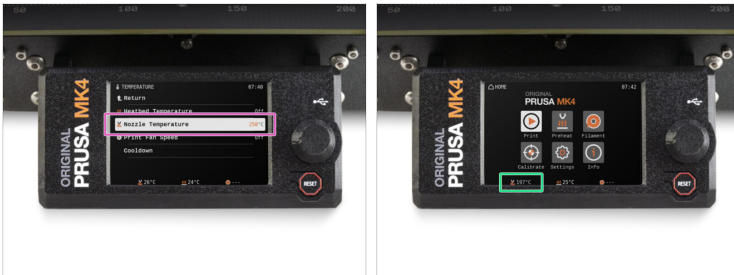 50 100 150 200
TEMPERATURE 07:40
Return
Heatbed Temperature Off
Nozzle Temperature 250°C
Print Fan Speed Off
Cooldown
26°C 24°C ---
ORIGINAL
PRUSA MK4
RESET
50 100 150 200
HOME 07:42
ORIGINAL
PRUSA MK4
Print Preheat Filament
Calibrate Settings Info
197°C 25°C ---
ORIGINAL
PRUSA MK4
RESET